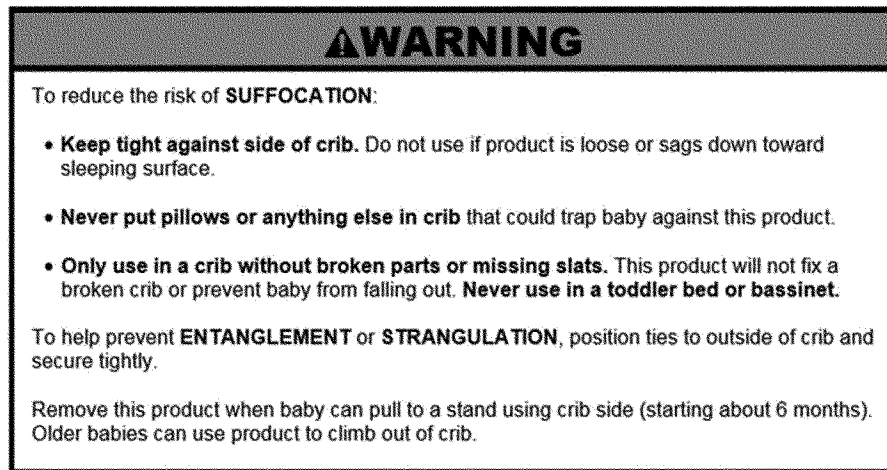 ⚠WARNING
To reduce the risk of SUFFOCATION:
• Keep tight against side of crib. Do not use if product is loose or sags down toward
sleeping surface.
• Never put pillows or anything else in crib that could trap baby against this product.
• Only use in a crib without broken parts or missing slats. This product will not fix a
broken crib or prevent baby from falling out. Never use in a toddler bed or bassinet.
To help prevent ENTANGLEMENT or STRANGULATION, position ties to outside of crib and
secure tightly.
Remove this product when baby can pull to a stand using crib side (starting about 6 months).
Older babies can use product to climb out of crib.